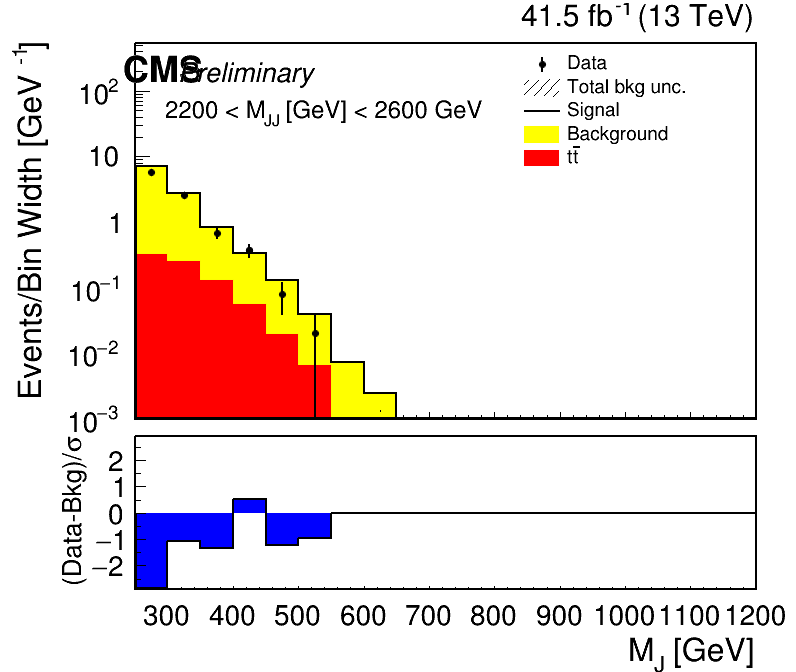 41.5 fb⁻¹ (13 TeV)
CMS Preliminary
2200 < M_JJ [GeV] < 2600 GeV
Data
Total bkg unc.
Signal
Background
tt̄
Events/Bin Width [GeV⁻¹]
10²
10
1
10⁻¹
10⁻²
10⁻³
(Data-Bkg)/σ
2
1
0
−1
−2
300 400 500 600 700 800 900 1000 1100 1200
M_J [GeV]